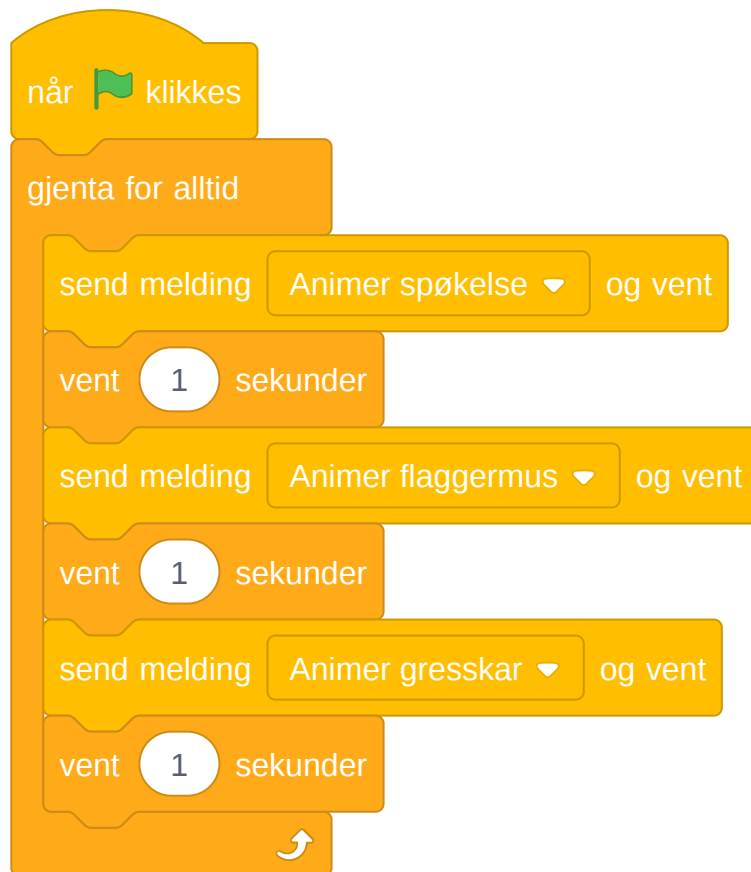 når klikkes
gjenta for alltid
send melding Animer spøkelse og vent
vent 1 sekunder
send melding Animer flaggermus og vent
vent 1 sekunder
send melding Animer gresskar og vent
vent 1 sekunder